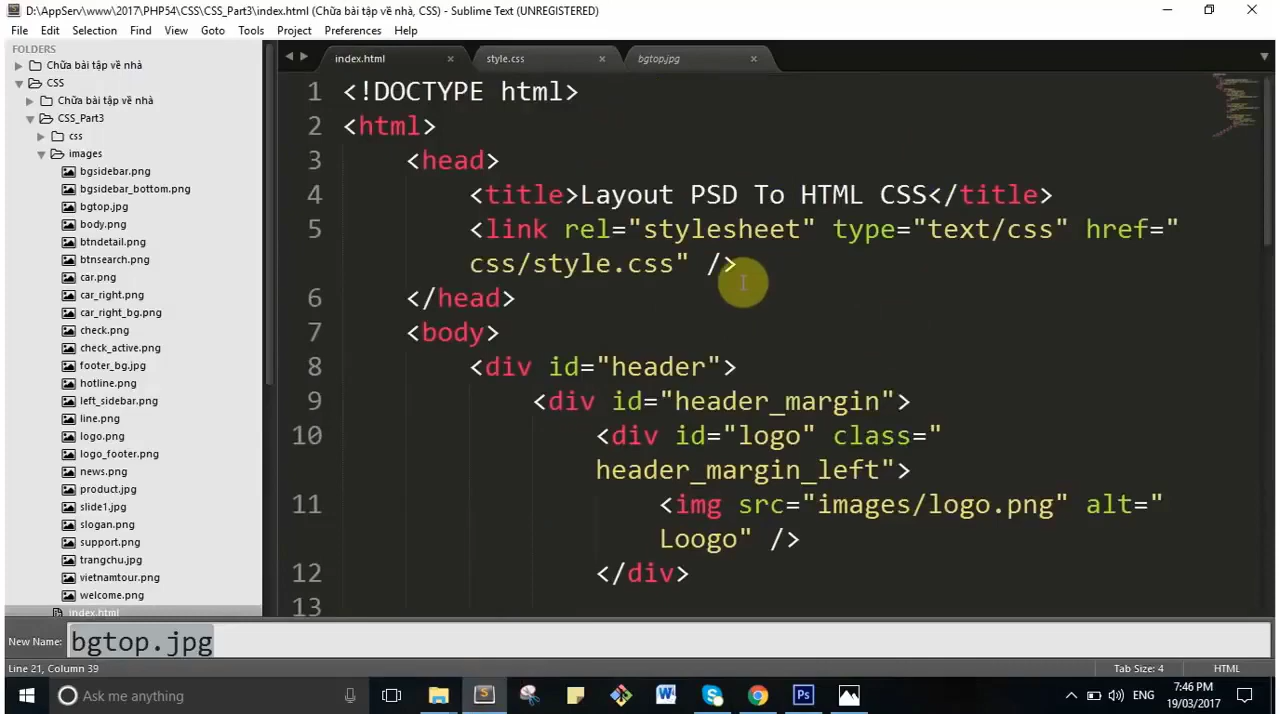 D:\AppServ\www\2017\PHP54\CSS\CSS_Part3\index.html (Chữa bài tập về nhà, CSS) - Sublime Text (UNREGISTERED)
File Edit Selection Find View Goto Tools Project Preferences Help
FOLDERS
Chữa bài tập về nhà
CSS
Chữa bài tập về nhà
CSS_Part3
css
images
bgsidebar.png
bgsidebar_bottom.png
bgtop.jpg
body.png
btndetail.png
btnsearch.png
car.png
car_right.png
car_right_bg.png
check.png
check_active.png
footer_bg.jpg
hotline.png
left_sidebar.png
line.png
logo.png
logo_footer.png
news.png
product.jpg
slide1.jpg
slogan.png
support.png
trangchu.jpg
vietnamtour.png
welcome.png
index.html
index.html style.css bgtop.jpg
1 <!DOCTYPE html>
2 <html>
3 <head>
4 <title>Layout PSD To HTML CSS</title>
5 <link rel="stylesheet" type="text/css" href="
css/style.css" />
6 </head>
7 <body>
8 <div id="header">
9 <div id="header_margin">
10 <div id="logo" class="
header_margin_left">
11 <img src="images/logo.png" alt="
Loogo" />
12 </div>
13
New Name: bgtop.jpg
Line 21, Column 39 Tab Size: 4 HTML
Ask me anything ENG 7:46 PM
19/03/2017